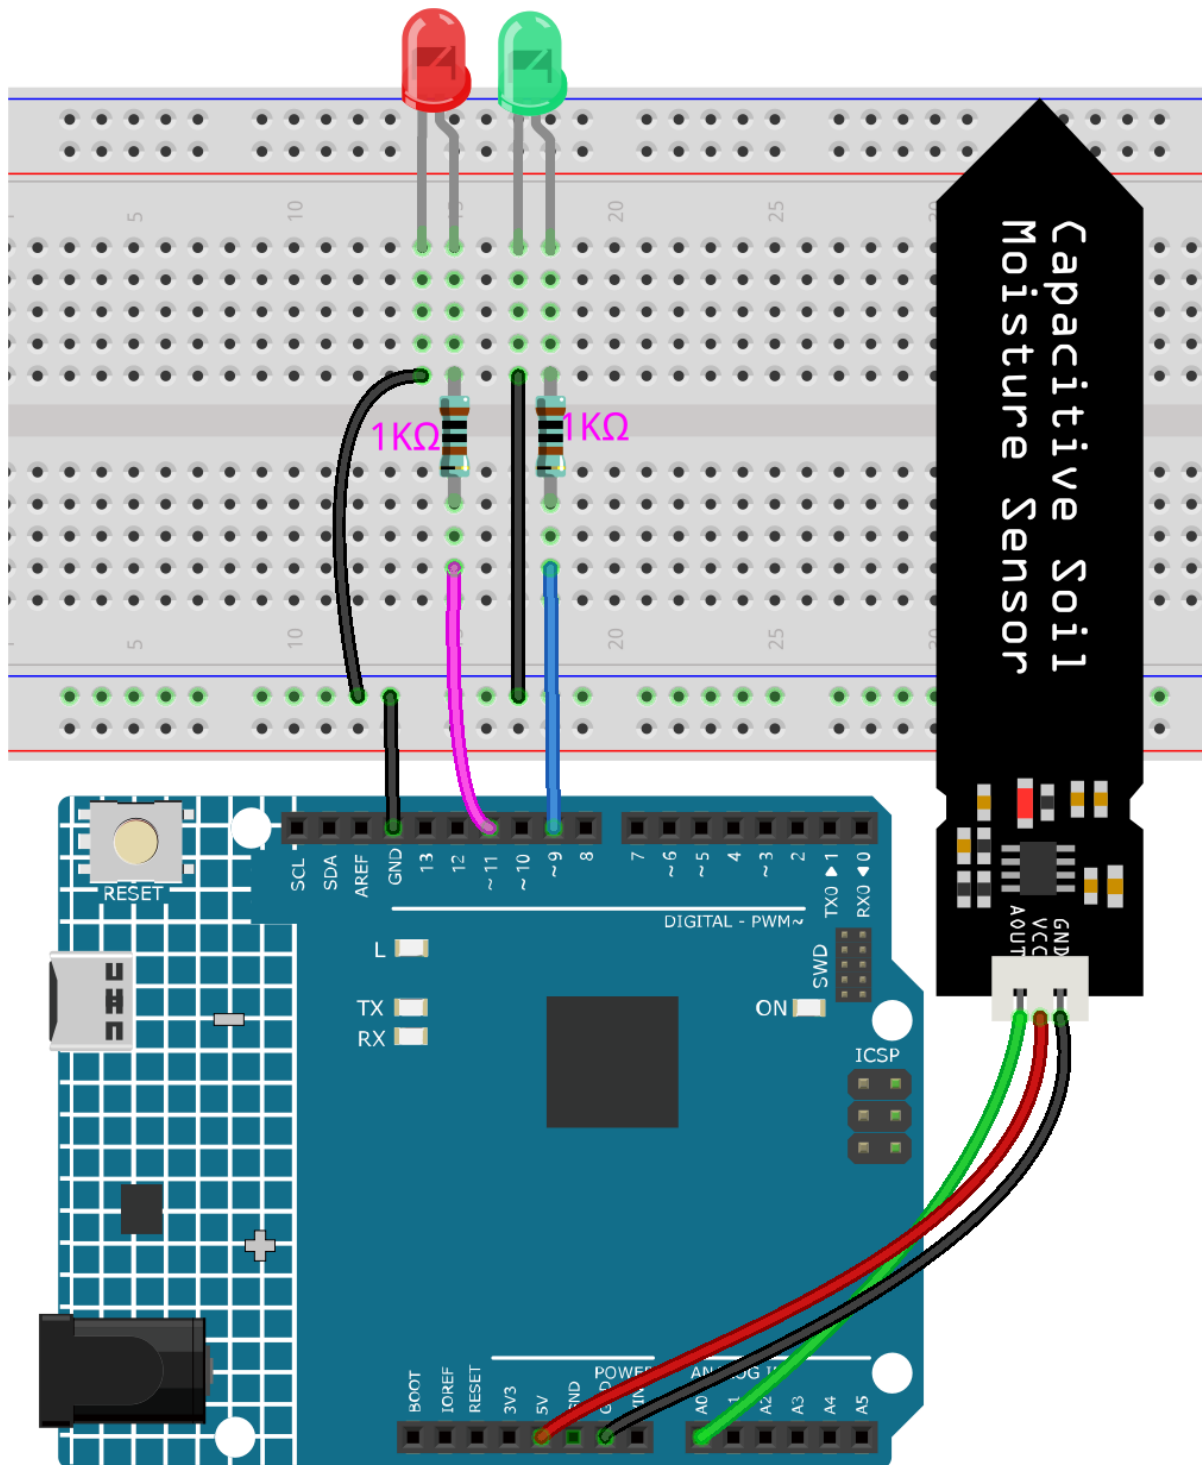 5
10
15
20
25
1KΩ
1KΩ
Capacitive Soil
Moisture Sensor
5
10
20
25
RESET
SCL
SDA
AREF
GND
13
12
~11
~10
~9
8
7
~6
~5
4
~3
2
TX0 ▶ 1
RX0 ◀ 0
DIGITAL - PWM~
AOUT
VCC
GND
L
TX
RX
ON
SWD
ICSP
POWER
ANALOG I
BOOT
IOREF
RESET
3V3
5V
GND
VIN
A0
A2
A3
A4
A5